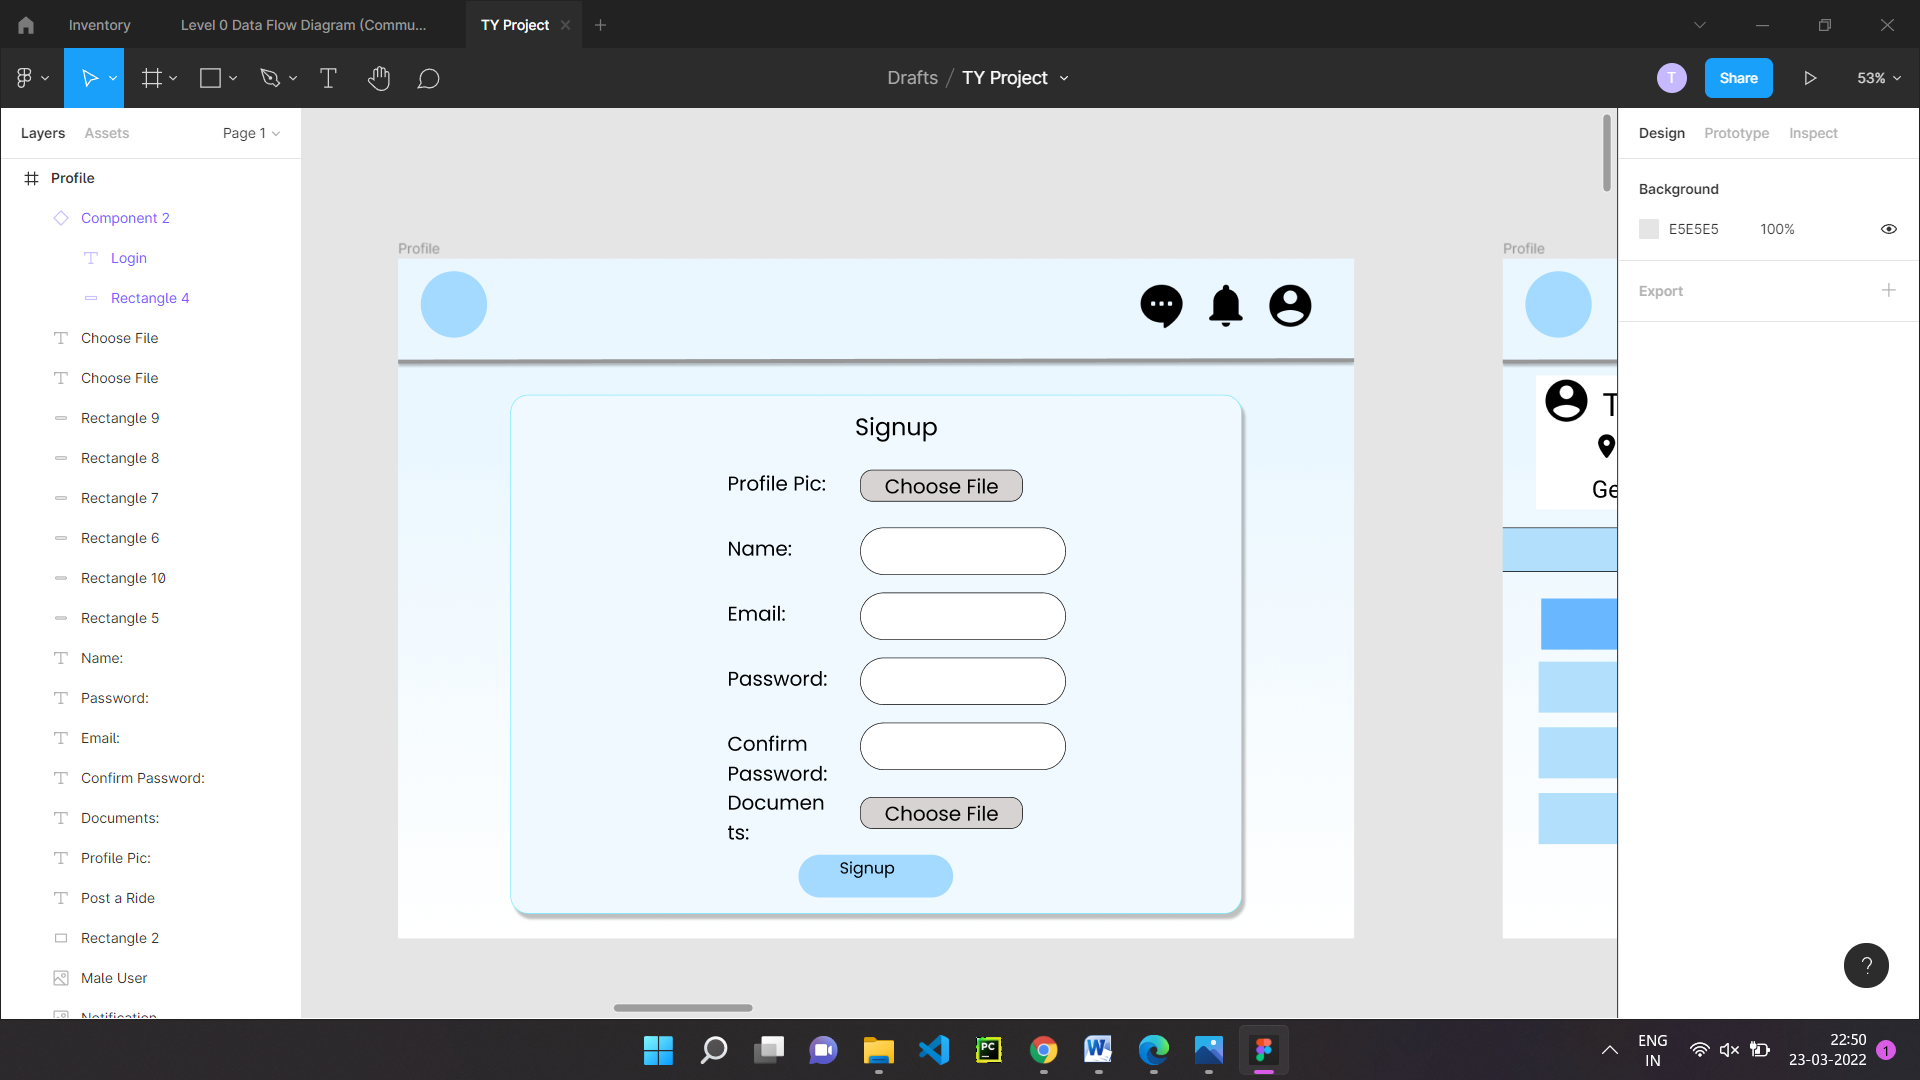 Inventory
Level 0 Data Flow Diagram (Commu...
TY Project
Drafts / TY Project
T
Share
53%
Layers
Assets
Page 1
Profile
Component 2
Login
Rectangle 4
Choose File
Choose File
Rectangle 9
Rectangle 8
Rectangle 7
Rectangle 6
Rectangle 10
Rectangle 5
Name:
Password:
Email:
Confirm Password:
Documents:
Profile Pic:
Post a Ride
Rectangle 2
Male User
Notification
Profile
Signup
Profile Pic:
Choose File
Name:
Email:
Password:
Confirm
Password:
Documen
ts:
Choose File
Signup
Profile
T
Ge
Design
Prototype
Inspect
Background
E5E5E5
100%
Export
?
PC
W
ENG
IN
22:50
23-03-2022
1